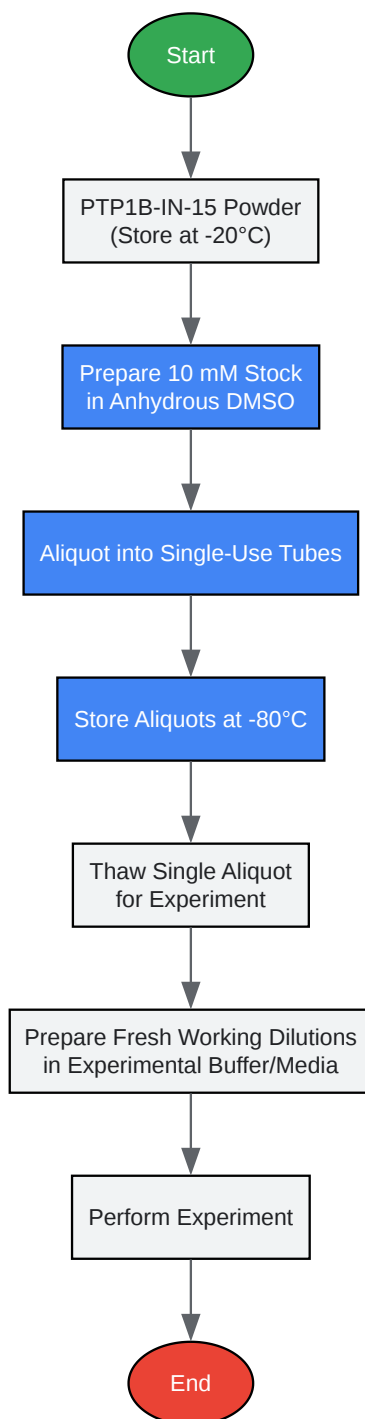 Start
PTP1B-IN-15 Powder
(Store at -20°C)
Prepare 10 mM Stock
in Anhydrous DMSO
Aliquot into Single-Use Tubes
Store Aliquots at -80°C
Thaw Single Aliquot
for Experiment
Prepare Fresh Working Dilutions
in Experimental Buffer/Media
Perform Experiment
End